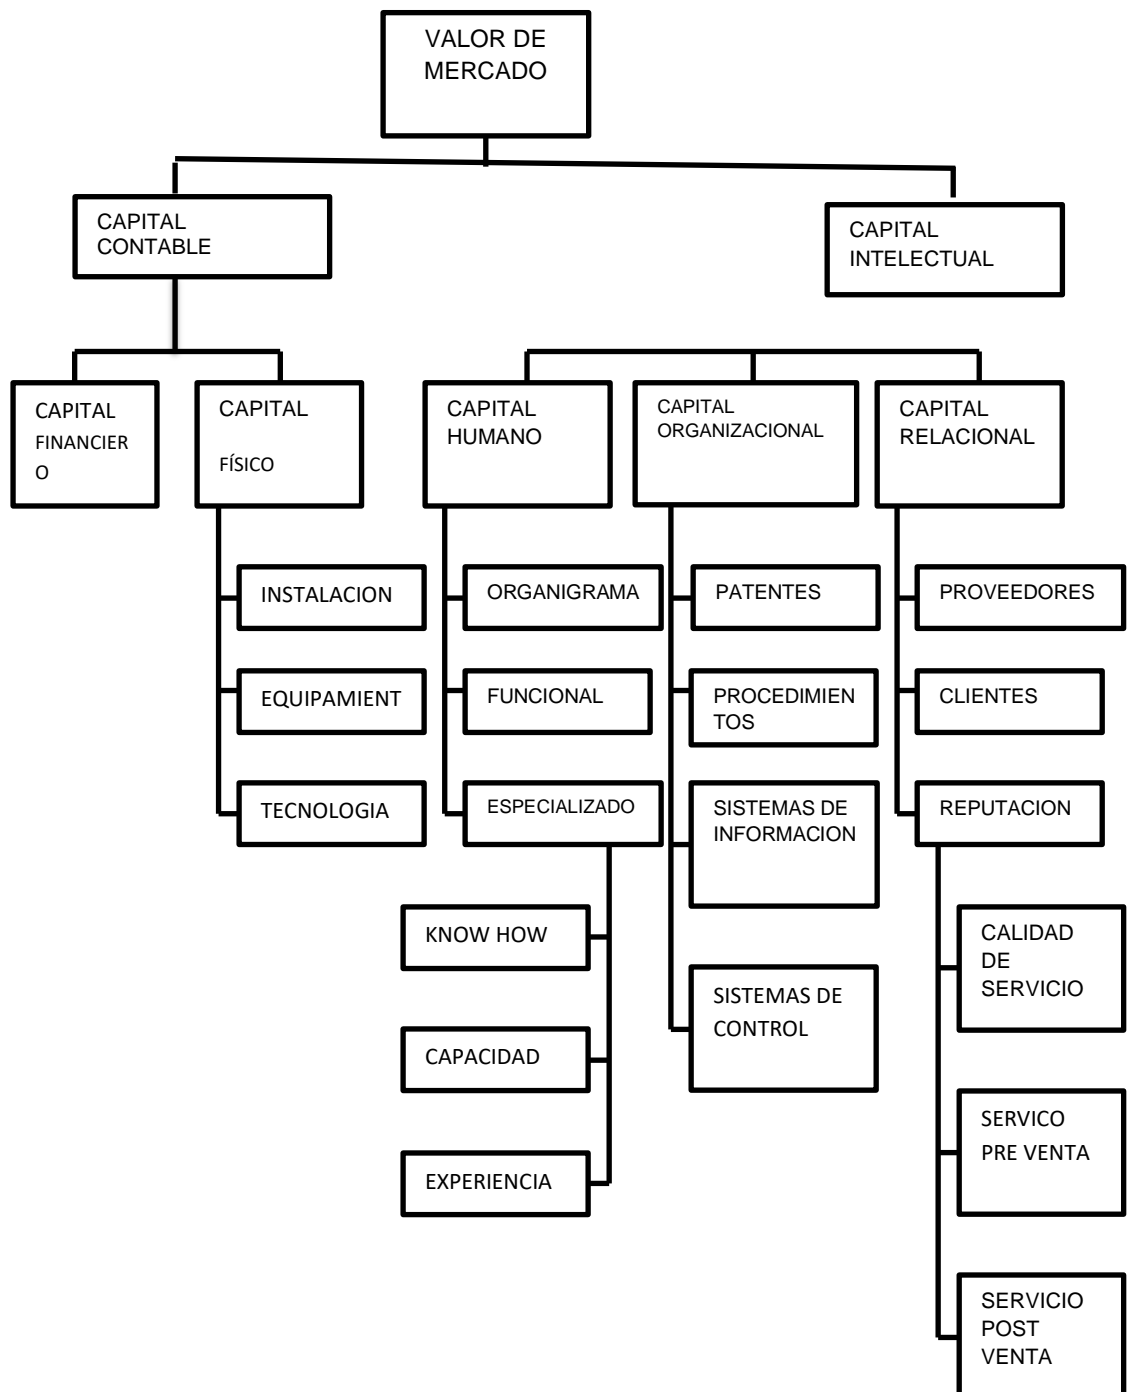 VALOR DE
MERCADO
CAPITAL
CONTABLE
CAPITAL
INTELECTUAL
CAPITAL
FINANCIER
O
CAPITAL
FÍSICO
CAPITAL
HUMANO
CAPITAL
ORGANIZACIONAL
CAPITAL
RELACIONAL
INSTALACION
EQUIPAMIENT
TECNOLOGIA
ORGANIGRAMA
FUNCIONAL
ESPECIALIZADO
KNOW HOW
CAPACIDAD
EXPERIENCIA
PATENTES
PROCEDIMIEN
TOS
SISTEMAS DE
INFORMACION
SISTEMAS DE
CONTROL
PROVEEDORES
CLIENTES
REPUTACION
CALIDAD
DE
SERVICIO
SERVICO
PRE VENTA
SERVICIO
POST
VENTA